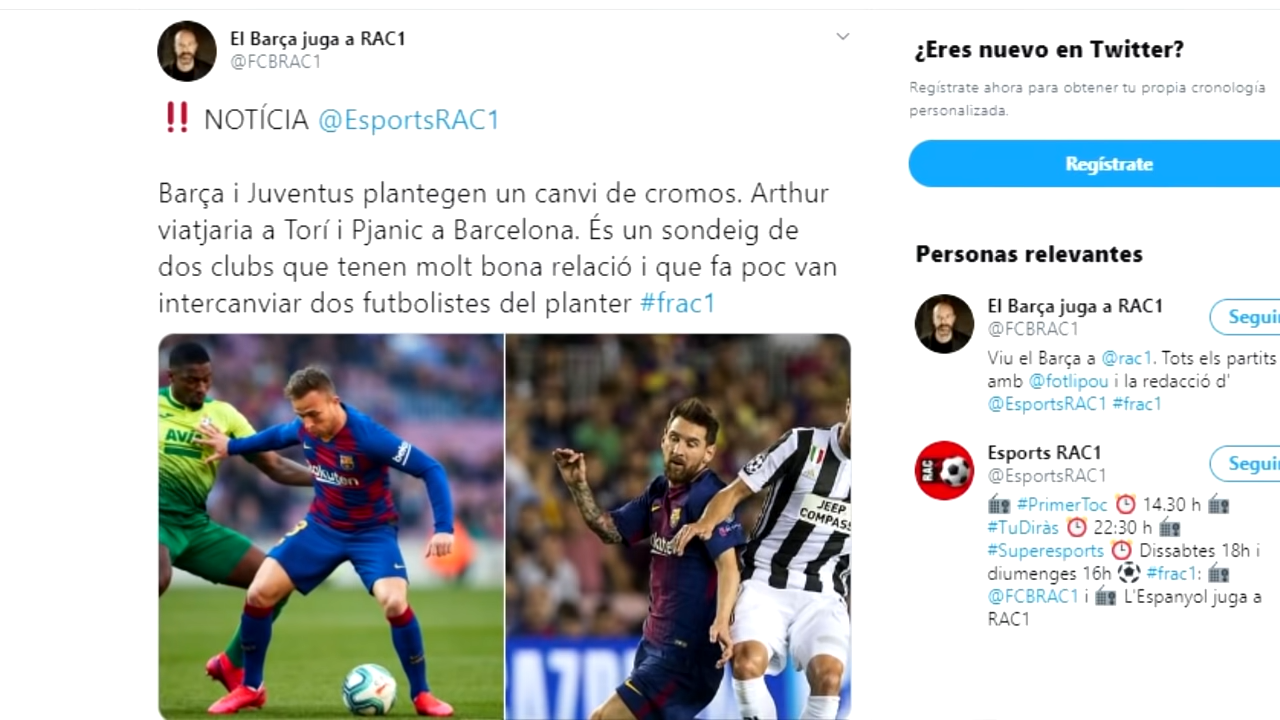 El Barça juga a RAC1
@FCBRAC1
‼ NOTÍCIA @EsportsRAC1
Barça i Juventus plantegen un canvi de cromos. Arthur
viatjaria a Torí i Pjanic a Barcelona. És un sondeig de
dos clubs que tenen molt bona relació i que fa poc van
intercanviar dos futbolistes del planter #frac1
AVIA
beko
Rakuten
JEEP
COMPASS
¿Eres nuevo en Twitter?
Regístrate ahora para obtener tu propia cronología
personalizada.
Regístrate
Personas relevantes
El Barça juga a RAC1
@FCBRAC1
Seguir
Viu el Barça a @rac1. Tots els partits
amb @fotlipou i la redacció d'
@EsportsRAC1 #frac1
RAC
Esports RAC1
@EsportsRAC1
Seguir
📻 #PrimerToc ⏰ 14.30 h 📻
#TuDiràs ⏰ 22:30 h 📻
#Superesports ⏰ Dissabtes 18h i
diumenges 16h ⚽ #frac1: 📻
@FCBRAC1 i 📻 L'Espanyol juga a
RAC1